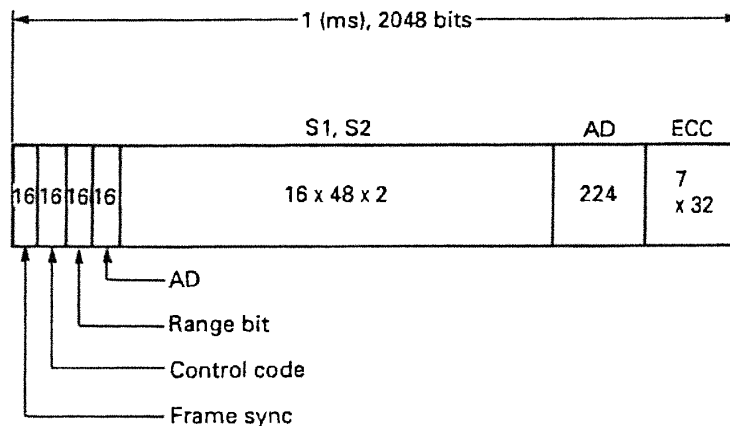 1 (ms), 2048 bits
S1, S2 AD ECC
16 16 16 16 16 x 48 x 2 224 7
x 32
AD
Range bit
Control code
Frame sync